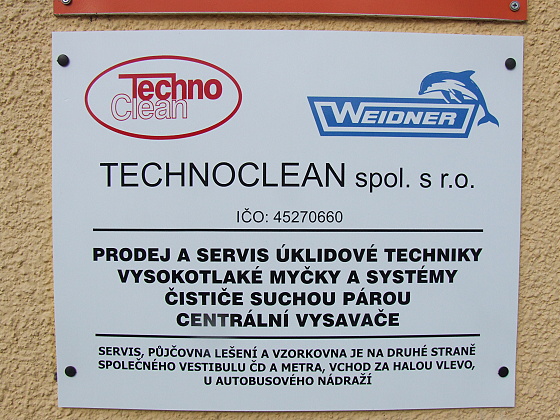 Techno
Clean
WEIDNER
TECHNOCLEAN spol. s r.o.
IČO: 45270660
PRODEJ A SERVIS ÚKLIDOVÉ TECHNIKY
VYSOKOTLAKÉ MYČKY A SYSTÉMY
ČISTIČE SUCHOU PÁROU
CENTRÁLNÍ VYSAVAČE
SERVIS, PŮJČOVNA LEŠENÍ A VZORKOVNA JE NA DRUHÉ STRANĚ
SPOLEČNÉHO VESTIBULU ČD A METRA, VCHOD ZA HALOU VLEVO,
U AUTOBUSOVÉHO NÁDRAŽÍ